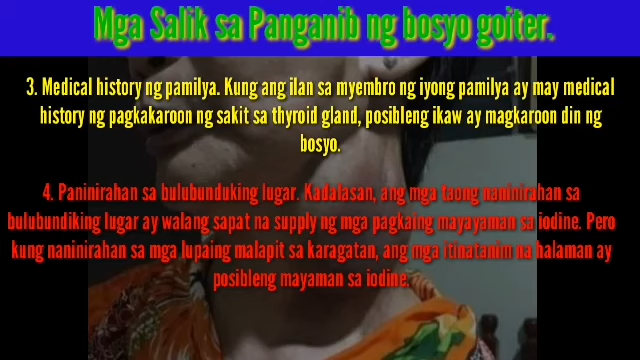 Mga Salik sa Panganib ng bosyo goiter.
3. Medical history ng pamilya. Kung ang ilan sa myembro ng iyong pamilya ay may medical
history ng pagkakaroon ng sakit sa thyroid gland, posibleng ikaw ay magkaroon din ng
bosyo.
4. Paninirahan sa bulubunduking lugar. Kadalasan, ang mga taong naninirahan sa
bulubundiking lugar ay walang sapat na supply ng mga pagkaing mayayaman sa iodine. Pero
kung naninirahan sa mga lupaing malapit sa karagatan, ang mga itinatanim na halaman ay
posibleng mayaman sa iodine.